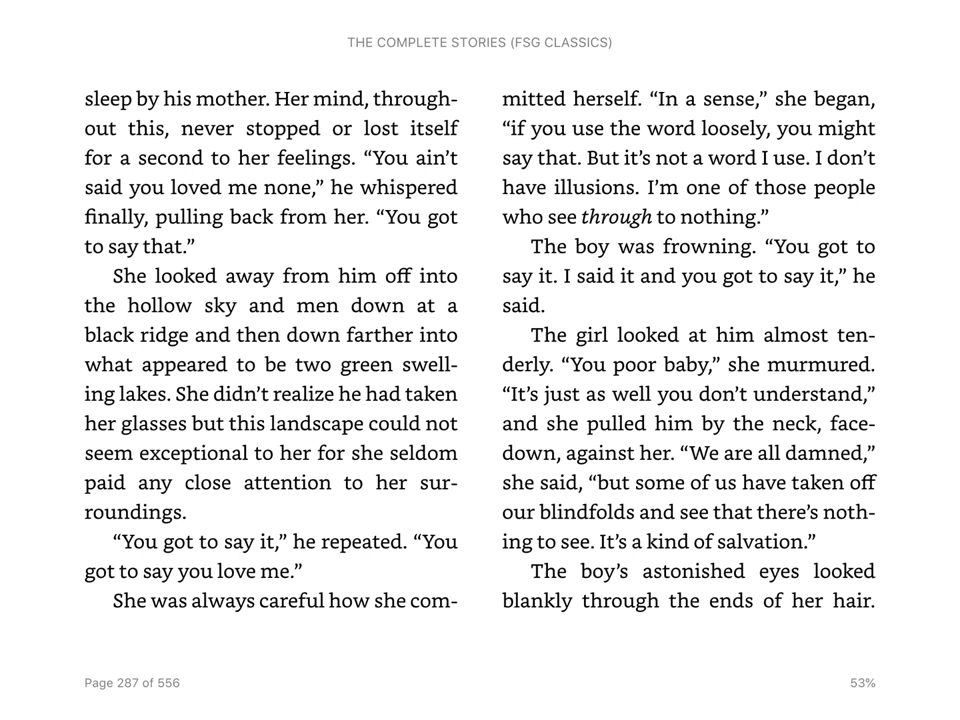 THE COMPLETE STORIES (FSG CLASSICS)
sleep by his mother. Her mind, through-
out this, never stopped or lost itself
for a second to her feelings. “You ain’t
said you loved me none,” he whispered
finally, pulling back from her. “You got
to say that.”
She looked away from him off into
the hollow sky and men down at a
black ridge and then down farther into
what appeared to be two green swell-
ing lakes. She didn’t realize he had taken
her glasses but this landscape could not
seem exceptional to her for she seldom
paid any close attention to her sur-
roundings.
“You got to say it,” he repeated. “You
got to say you love me.”
She was always careful how she com-
mitted herself. “In a sense,” she began,
“if you use the word loosely, you might
say that. But it’s not a word I use. I don’t
have illusions. I’m one of those people
who see through to nothing.”
The boy was frowning. “You got to
say it. I said it and you got to say it,” he
said.
The girl looked at him almost ten-
derly. “You poor baby,” she murmured.
“It’s just as well you don’t understand,”
and she pulled him by the neck, face-
down, against her. “We are all damned,”
she said, “but some of us have taken off
our blindfolds and see that there’s noth-
ing to see. It’s a kind of salvation.”
The boy’s astonished eyes looked
blankly through the ends of her hair.
Page 287 of 556
53%